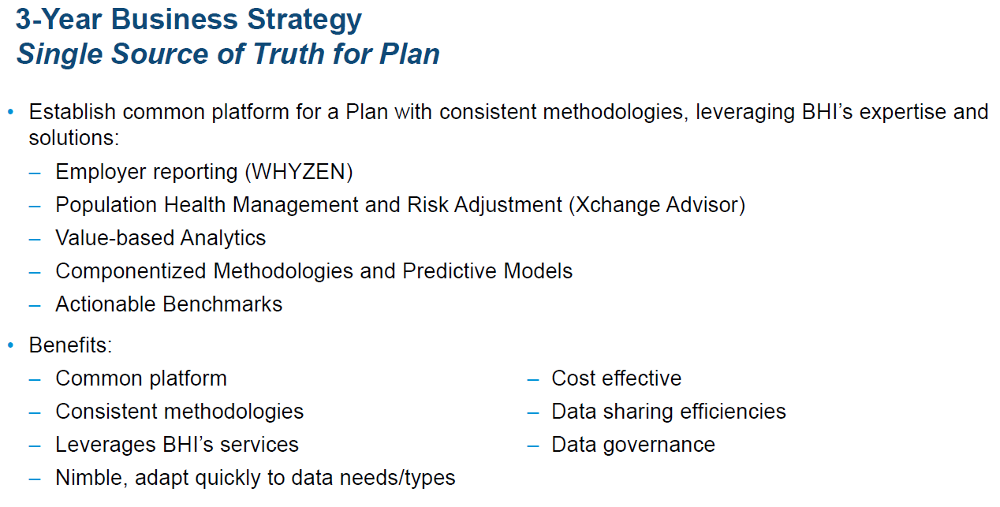 3-Year Business Strategy
Single Source of Truth for Plan
• Establish common platform for a Plan with consistent methodologies, leveraging BHI's expertise and
solutions:
– Employer reporting (WHYZEN)
– Population Health Management and Risk Adjustment (Xchange Advisor)
– Value-based Analytics
– Componentized Methodologies and Predictive Models
– Actionable Benchmarks
• Benefits:
– Common platform
– Consistent methodologies
– Leverages BHI's services
– Nimble, adapt quickly to data needs/types
– Cost effective
– Data sharing efficiencies
– Data governance